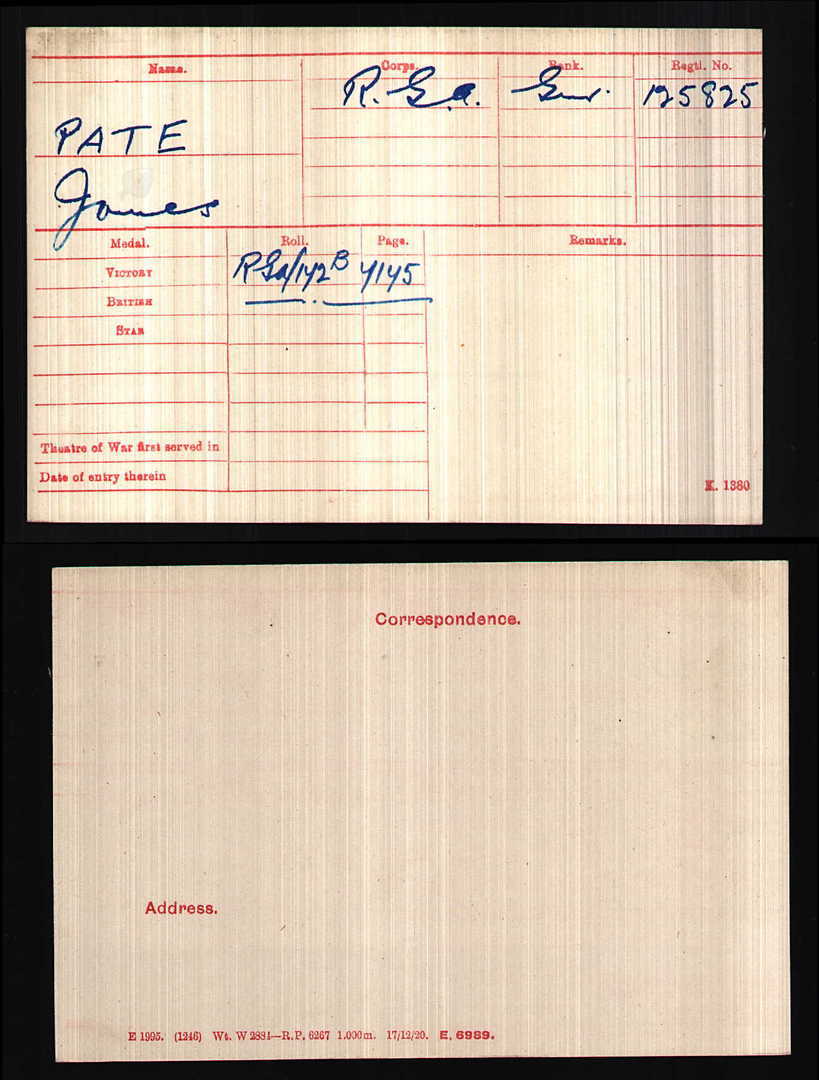 Name. Corps. Rank. Regtl. No.
R.G.A. Gnr. 125825
PATE
James
Medal. Roll. Page. Remarks.
VICTORY RGA/142B 4145
BRITISH
STAR
Theatre of War first served in
Date of entry therein
K. 1380
Correspondence.
Address.
E 1995. (1246) Wt. W 2884—R.P. 6267 1.000m. 17/12/20. E. 6989.